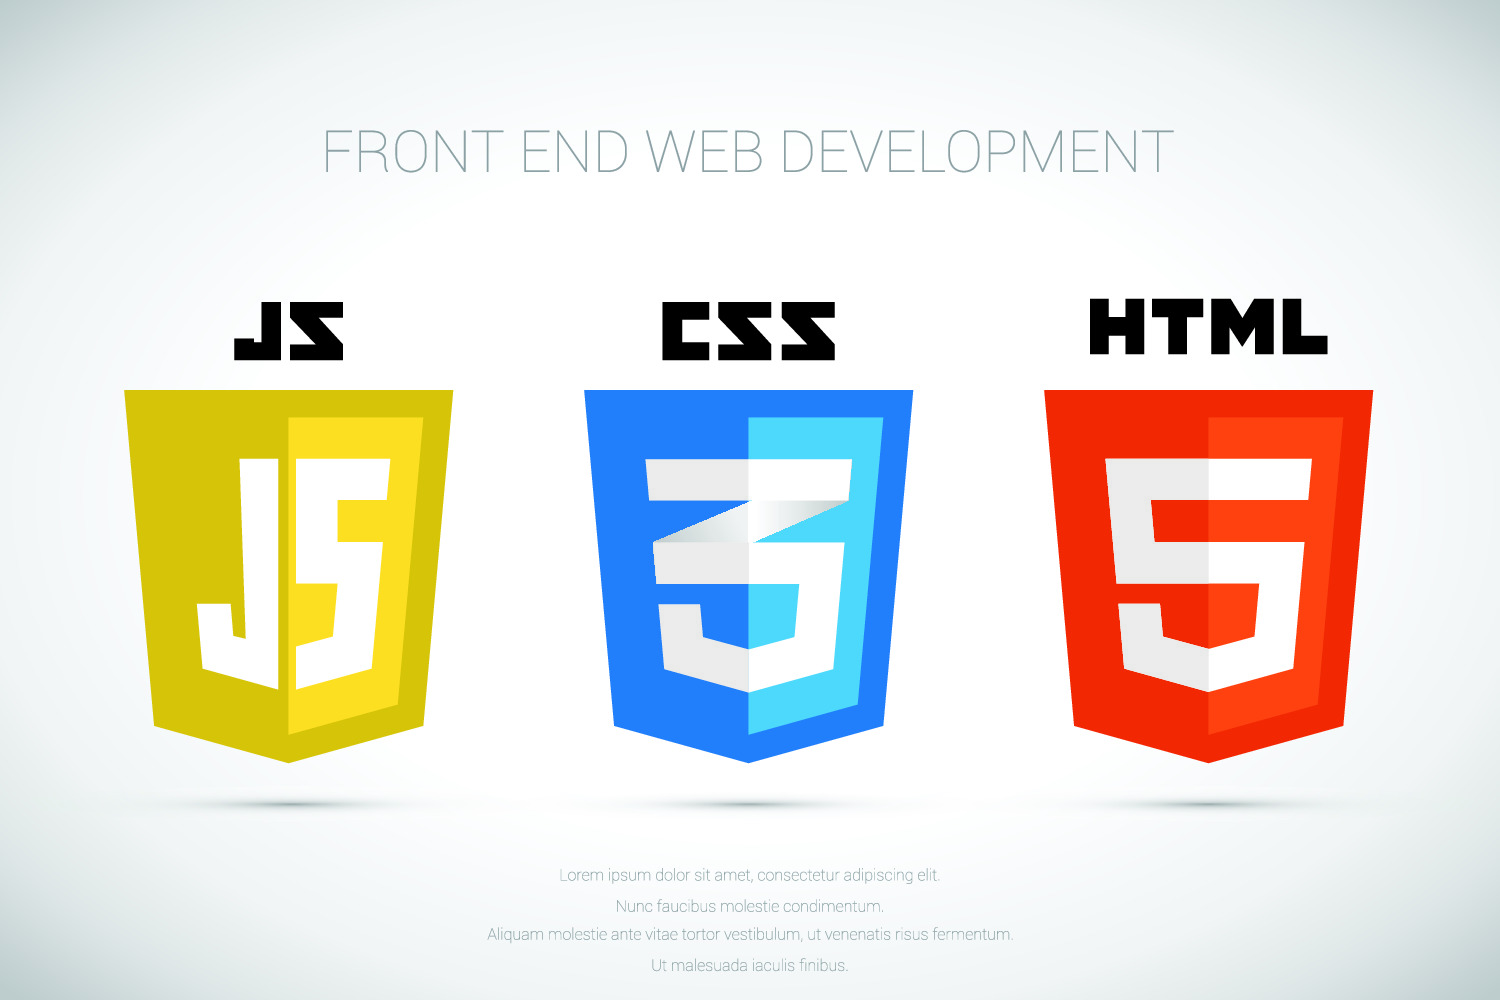 FRONT END WEB DEVELOPMENT
JS CSS HTML
JS 3 5
Lorem ipsum dolor sit amet, consectetur adipiscing elit.
Nunc faucibus molestie condimentum.
Aliquam molestie ante vitae tortor vestibulum, ut venenatis risus fermentum.
Ut malesuada iaculis finibus.